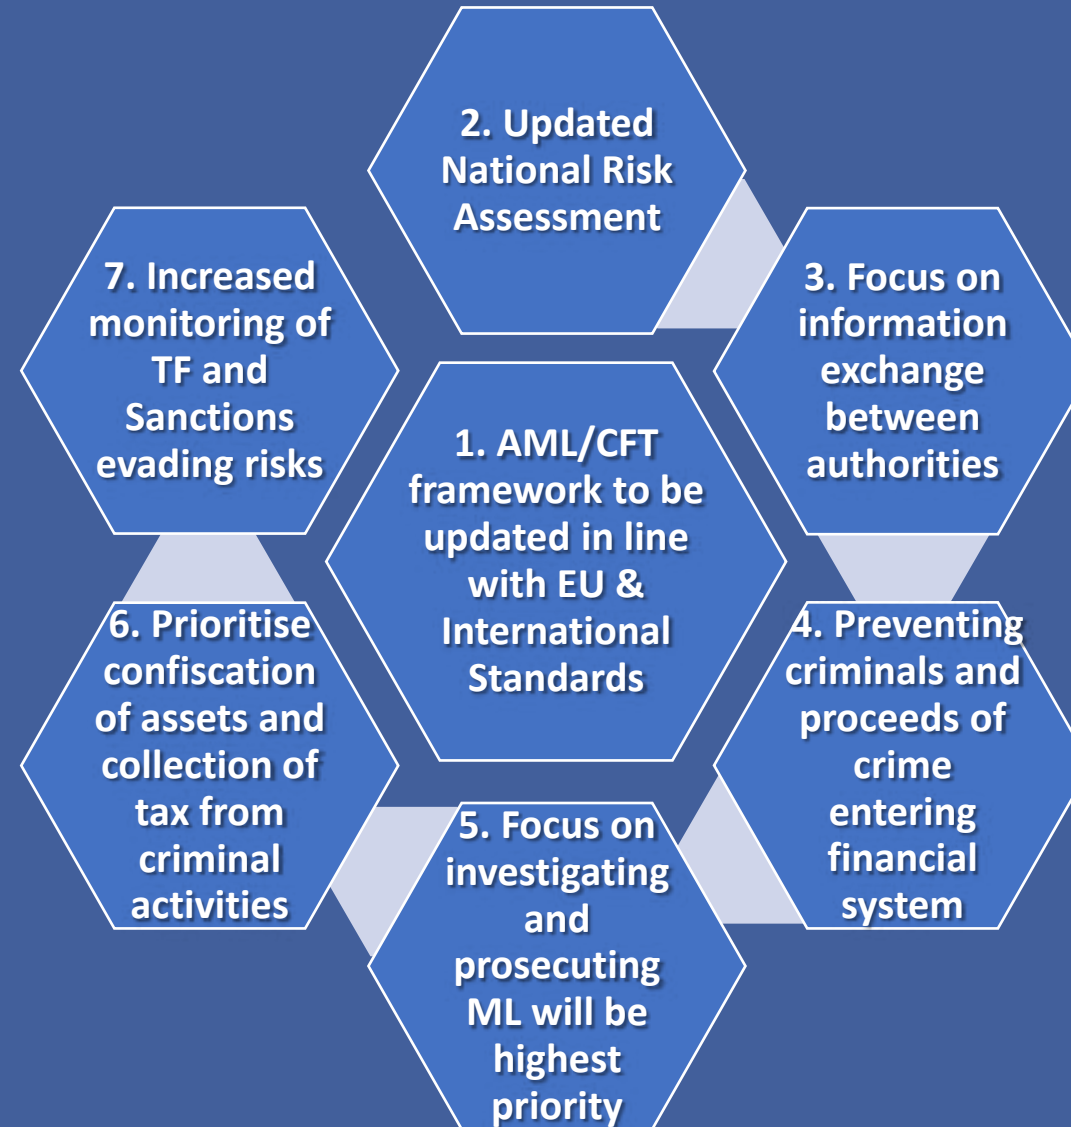 2. Updated
National Risk
Assessment
7. Increased
monitoring of
TF and
Sanctions
evading risks
3. Focus on
information
exchange
between
authorities
1. AML/CFT
framework to be
updated in line
with EU &
International
Standards
6. Prioritise
confiscation
of assets and
collection of
tax from
criminal
activities
4. Preventing
criminals and
proceeds of
crime
entering
financial
system
5. Focus on
investigating
and
prosecuting
ML will be
highest
priority